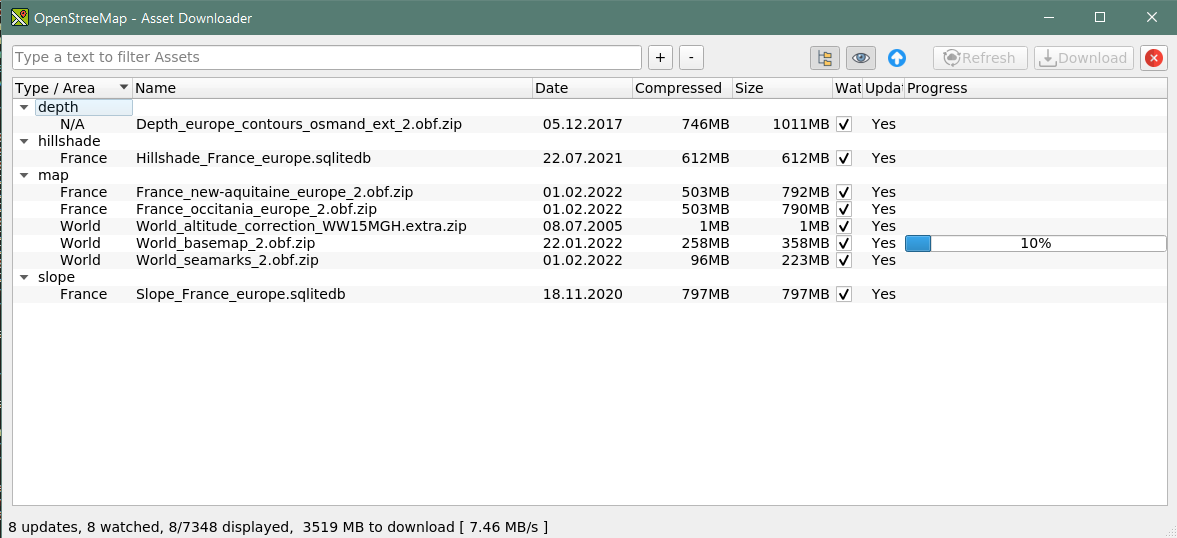 OpenStreeMap - Asset Downloader
Type a text to filter Assets + - Refresh Download
Type / Area Name Date Compressed Size Wat Updat Progress
depth
N/A Depth_europe_contours_osmand_ext_2.obf.zip 05.12.2017 746MB 1011MB Yes
hillshade
France Hillshade_France_europe.sqlitedb 22.07.2021 612MB 612MB Yes
map
France France_new-aquitaine_europe_2.obf.zip 01.02.2022 503MB 792MB Yes
France France_occitania_europe_2.obf.zip 01.02.2022 503MB 790MB Yes
World World_altitude_correction_WW15MGH.extra.zip 08.07.2005 1MB 1MB Yes
World World_basemap_2.obf.zip 22.01.2022 258MB 358MB Yes 10%
World World_seamarks_2.obf.zip 01.02.2022 96MB 223MB Yes
slope
France Slope_France_europe.sqlitedb 18.11.2020 797MB 797MB Yes
8 updates, 8 watched, 8/7348 displayed, 3519 MB to download [ 7.46 MB/s ]